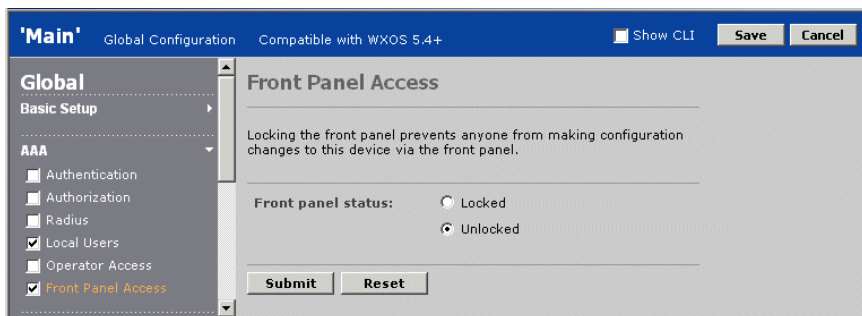 'Main' Global Configuration Compatible with WXOS 5.4+ Show CLI Save Cancel
Global
Basic Setup
AAA
Authentication
Authorization
Radius
Local Users
Operator Access
Front Panel Access
Front Panel Access
Locking the front panel prevents anyone from making configuration
changes to this device via the front panel.
Front panel status: Locked
Unlocked
Submit Reset